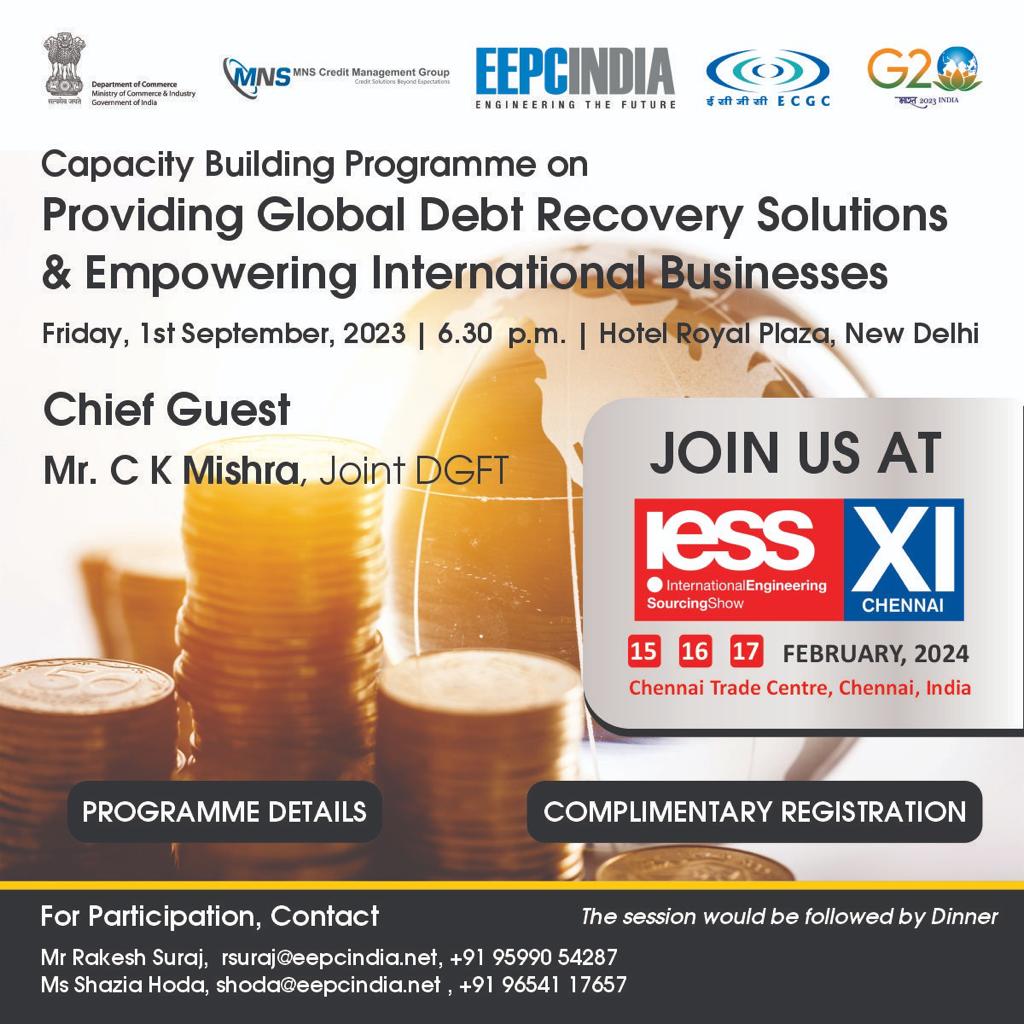 सत्यमेव जयते
Department of Commerce
Ministry of Commerce & Industry
Government of India
MNS MNS Credit Management Group
Credit Solutions Beyond Expectations
EEPCINDIA
ENGINEERING THE FUTURE
ई सी जी सी ECGC
G20
भारत 2023 INDIA
Capacity Building Programme on
Providing Global Debt Recovery Solutions
& Empowering International Businesses
Friday, 1st September, 2023 | 6.30 p.m. | Hotel Royal Plaza, New Delhi
Chief Guest
Mr. C K Mishra, Joint DGFT
JOIN US AT
iess XI
InternationalEngineering
SourcingShow
CHENNAI
15 16 17 FEBRUARY, 2024
Chennai Trade Centre, Chennai, India
50
PROGRAMME DETAILS
COMPLIMENTARY REGISTRATION
For Participation, Contact
The session would be followed by Dinner
Mr Rakesh Suraj, rsuraj@eepcindia.net, +91 95990 54287
Ms Shazia Hoda, shoda@eepcindia.net , +91 96541 17657